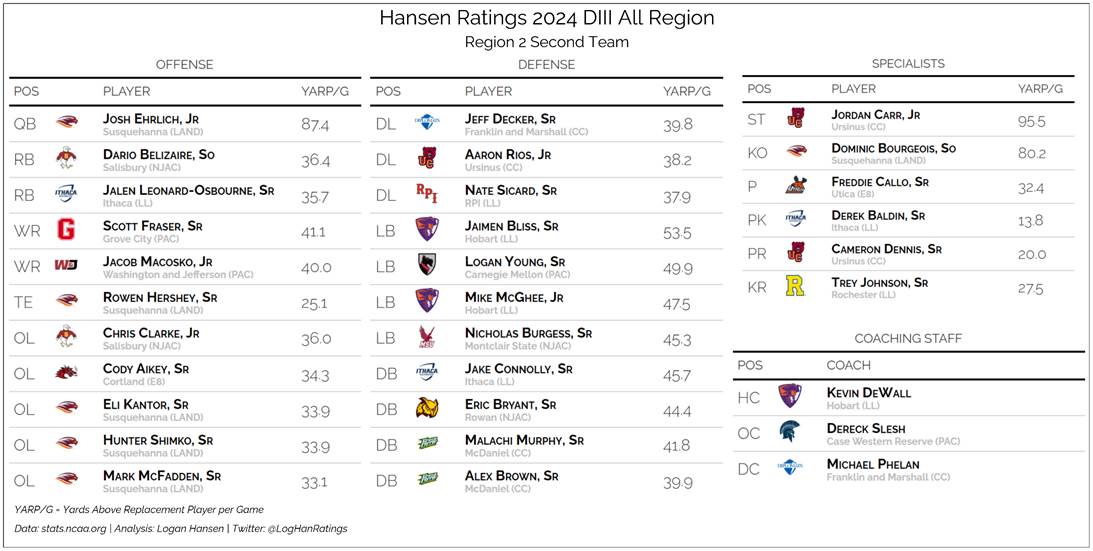 Hansen Ratings 2024 DIII All Region
Region 2 Second Team
OFFENSE
POS PLAYER YARP/G
QB Josh Ehrlich, Jr 87.4
Susquehanna (LAND)
RB Dario Belizaire, So 36.4
Salisbury (NJAC)
RB Jalen Leonard-Osbourne, Sr 35.7
Ithaca (LL)
WR Scott Fraser, Sr 41.1
Grove City (PAC)
WR Jacob Macosko, Jr 40.0
Washington and Jefferson (PAC)
TE Rowen Hershey, Sr 25.1
Susquehanna (LAND)
OL Chris Clarke, Jr 36.0
Salisbury (NJAC)
OL Cody Aikey, Sr 34.3
Cortland (E8)
OL Eli Kantor, Sr 33.9
Susquehanna (LAND)
OL Hunter Shimko, Sr 33.9
Susquehanna (LAND)
OL Mark McFadden, Sr 33.1
Susquehanna (LAND)
DEFENSE
POS PLAYER YARP/G
DL Jeff Decker, Sr 39.8
Franklin and Marshall (CC)
DL Aaron Rios, Jr 38.2
Ursinus (CC)
DL Nate Sicard, Sr 37.9
RPI (LL)
LB Jaimen Bliss, Sr 53.5
Hobart (LL)
LB Logan Young, Sr 49.9
Carnegie Mellon (PAC)
LB Mike McGhee, Jr 47.5
Hobart (LL)
LB Nicholas Burgess, Sr 45.3
Montclair State (NJAC)
DB Jake Connolly, Sr 45.7
Ithaca (LL)
DB Eric Bryant, Sr 44.4
Rowan (NJAC)
DB Malachi Murphy, Sr 41.8
McDaniel (CC)
DB Alex Brown, Sr 39.9
McDaniel (CC)
SPECIALISTS
POS PLAYER YARP/G
ST Jordan Carr, Jr 95.5
Ursinus (CC)
KO Dominic Bourgeois, So 80.2
Susquehanna (LAND)
P Freddie Callo, Sr 32.4
Utica (E8)
PK Derek Baldin, Sr 13.8
Ithaca (LL)
PR Cameron Dennis, Sr 20.0
Ursinus (CC)
KR Trey Johnson, Sr 27.5
Rochester (LL)
COACHING STAFF
POS COACH
HC Kevin DeWall
Hobart (LL)
OC Dereck Slesh
Case Western Reserve (PAC)
DC Michael Phelan
Franklin and Marshall (CC)
YARP/G = Yards Above Replacement Player per Game
Data: stats.ncaa.org | Analysis: Logan Hansen | Twitter: @LogHanRatings